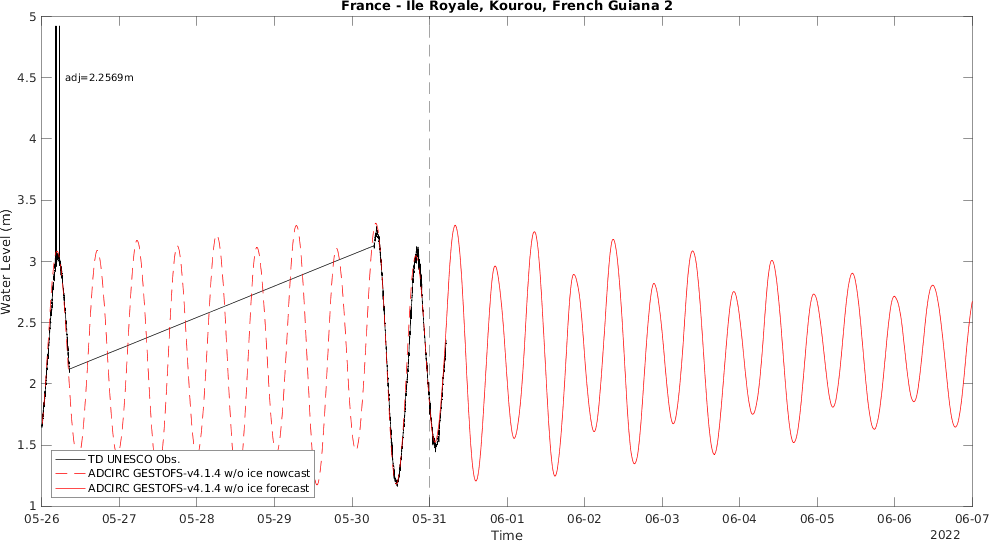 France - Ile Royale, Kourou, French Guiana 2
5
4.5
4
3.5
3
2.5
2
1.5
1
Water Level (m)
adj=2.2569m
TD UNESCO Obs.
ADCIRC GESTOFS-v4.1.4 w/o ice nowcast
ADCIRC GESTOFS-v4.1.4 w/o ice forecast
05-26 05-27 05-28 05-29 05-30 05-31 06-01 06-02 06-03 06-04 06-05 06-06 06-07
Time
2022